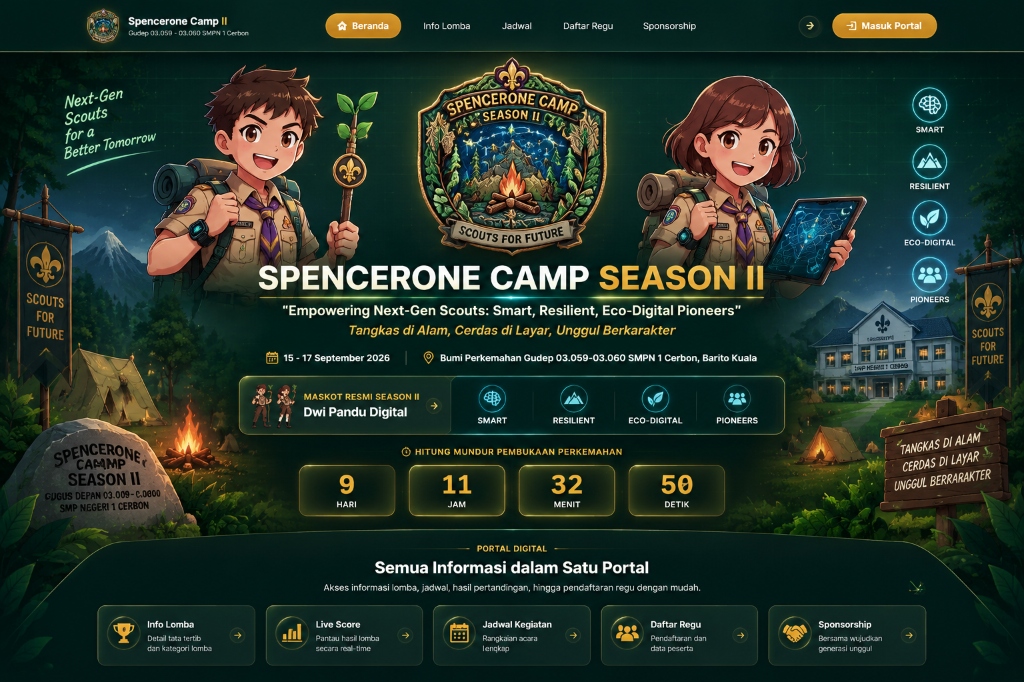 Spencerone Camp II
Gudep 03.059 - 03.060 SMPN 1 Cerbon
Beranda
Info Lomba
Jadwal
Daftar Regu
Sponsorship
Masuk Portal
Next-Gen
Scouts
for a
Better Tomorrow
SPENCERONE CAMP
SEASON II
SCOUTS FOR FUTURE
SMART
RESILIENT
ECO-DIGITAL
PIONEERS
SCOUTS
FOR
FUTURE
SCOUTS
FOR
FUTURE
SPENCERONE CAMP SEASON II
"Empowering Next-Gen Scouts: Smart, Resilient, Eco-Digital Pioneers"
Tangkas di Alam, Cerdas di Layar, Unggul Berkarakter
15 - 17 September 2026
Bumi Perkemahan Gudep 03.059-03.060 SMPN 1 Cerbon, Barito Kuala
MASKOT RESMI SEASON II
Dwi Pandu Digital
SMART
RESILIENT
ECO-DIGITAL
PIONEERS
SPENCERONE
CAMP
SEASON II
GUGUS DEPAN 03.009-C.0800
SMP NEGERI 1 CERBON
TANGKAS DI ALAM
CERDAS DI LAYAR
UNGGUL BERRARAKTER
HITUNG MUNDUR PEMBUKAAN PERKEMAHAN
9
HARI
11
JAM
32
MENIT
50
DETIK
PORTAL DIGITAL
Semua Informasi dalam Satu Portal
Akses informasi lomba, jadwal, hasil pertandingan, hingga pendaftaran regu dengan mudah.
Info Lomba
Detail tata tertib
dan kategori lomba
Live Score
Pantau hasil lomba
secara real-time
Jadwal Kegiatan
Rangkaian acara
lengkap
Daftar Regu
Pendaftaran dan
data peserta
Sponsorship
Bersama wujudkan
generasi unggul